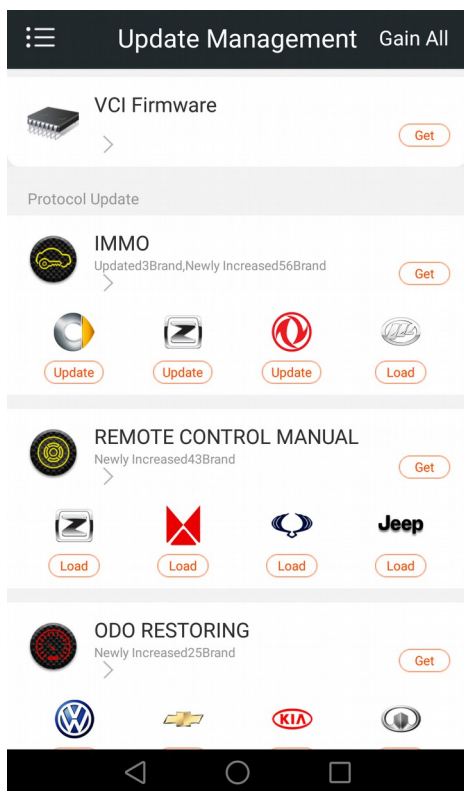 Update Management Gain All
VCI Firmware
Get
Protocol Update
IMMO
Updated3Brand,Newly Increased56Brand
Get
Update Update Update Load
REMOTE CONTROL MANUAL
Newly Increased43Brand
Get
Jeep
Load Load Load Load
ODO RESTORING
Newly Increased25Brand
Get
KIA